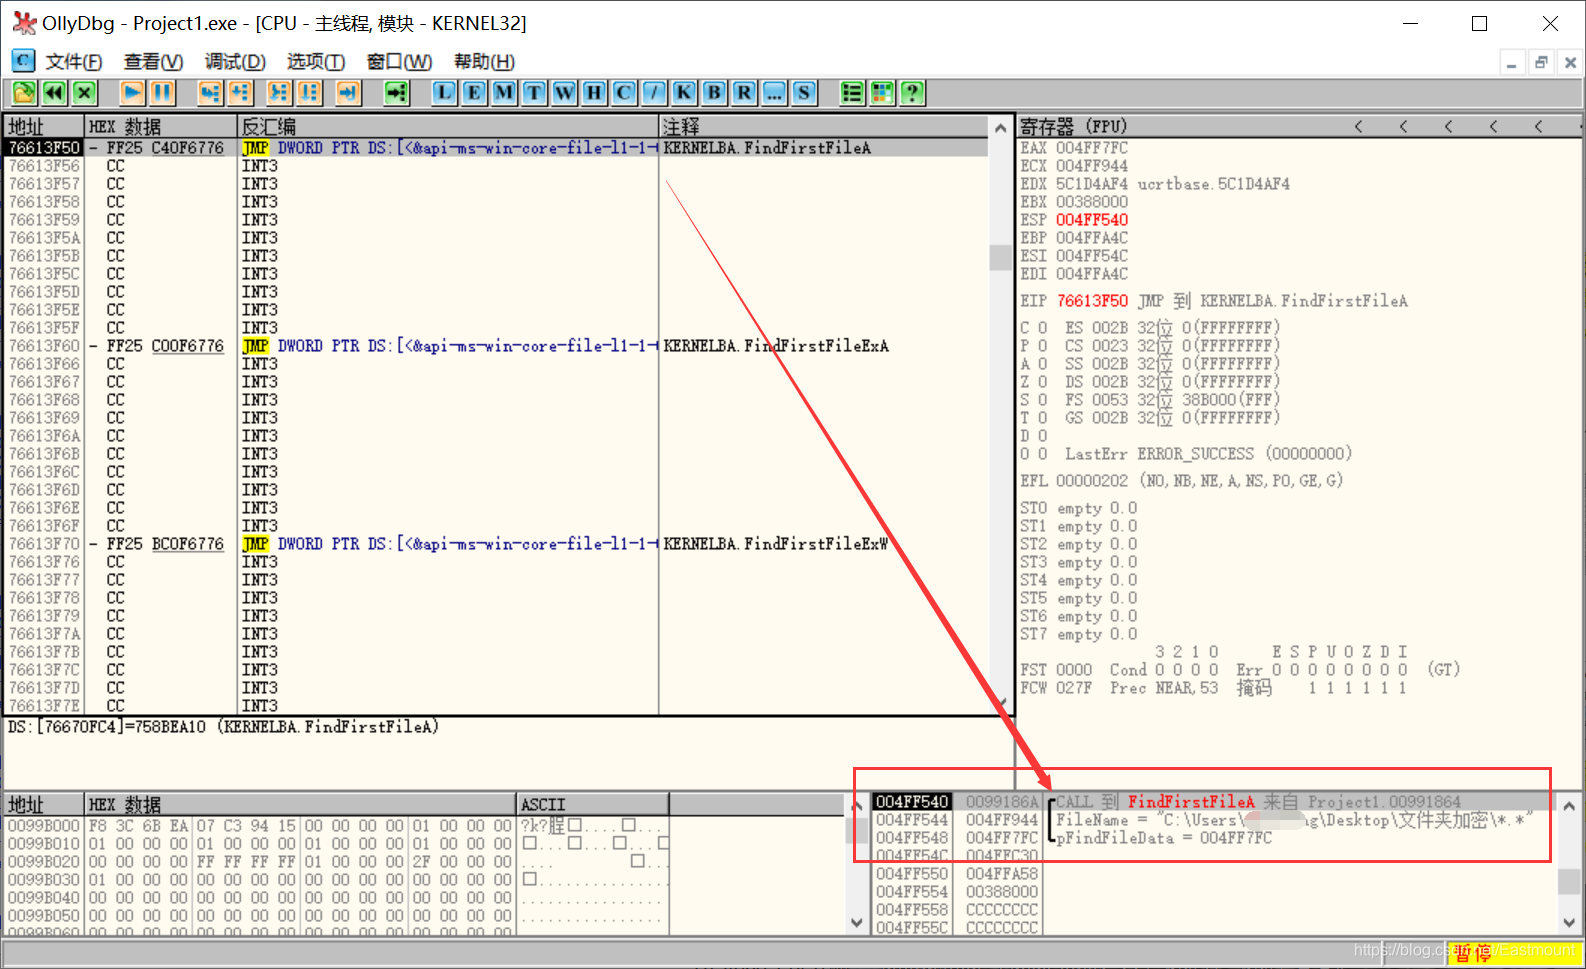 OllyDbg - Project1.exe - [CPU - 主线程, 模块 - KERNEL32]
C 文件(F) 查看(V) 调试(D) 选项(T) 窗口(W) 帮助(H)
L E M T W H C / K B R ... S ?
地址 HEX 数据 反汇编 注释
76613F50 - FF25 C40F6776 JMP DWORD PTR DS:[<&api-ms-win-core-file-l1-1- KERNELBA.FindFirstFileA
76613F56 CC INT3
76613F57 CC INT3
76613F58 CC INT3
76613F59 CC INT3
76613F5A CC INT3
76613F5B CC INT3
76613F5C CC INT3
76613F5D CC INT3
76613F5E CC INT3
76613F5F CC INT3
76613F60 - FF25 C00F6776 JMP DWORD PTR DS:[<&api-ms-win-core-file-l1-1- KERNELBA.FindFirstFileExA
76613F66 CC INT3
76613F67 CC INT3
76613F68 CC INT3
76613F69 CC INT3
76613F6A CC INT3
76613F6B CC INT3
76613F6C CC INT3
76613F6D CC INT3
76613F6E CC INT3
76613F6F CC INT3
76613F70 - FF25 BC0F6776 JMP DWORD PTR DS:[<&api-ms-win-core-file-l1-1- KERNELBA.FindFirstFileExW
76613F76 CC INT3
76613F77 CC INT3
76613F78 CC INT3
76613F79 CC INT3
76613F7A CC INT3
76613F7B CC INT3
76613F7C CC INT3
76613F7D CC INT3
76613F7E CC INT3
DS:[76670FC4]=758BEA10 (KERNELBA.FindFirstFileA)
寄存器 (FPU) < < < < <
EAX 004FF7FC
ECX 004FF944
EDX 5C1D4AF4 ucrtbase.5C1D4AF4
EBX 00388000
ESP 004FF540
EBP 004FFA4C
ESI 004FF54C
EDI 004FFA4C
EIP 76613F50 JMP 到 KERNELBA.FindFirstFileA
C 0 ES 002B 32位 0(FFFFFFFF)
P 0 CS 0023 32位 0(FFFFFFFF)
A 0 SS 002B 32位 0(FFFFFFFF)
Z 0 DS 002B 32位 0(FFFFFFFF)
S 0 FS 0053 32位 38B000(FFF)
T 0 GS 002B 32位 0(FFFFFFFF)
D 0
O 0 LastErr ERROR_SUCCESS (00000000)
EFL 00000202 (NO,NB,NE,A,NS,PO,GE,G)
ST0 empty 0.0
ST1 empty 0.0
ST2 empty 0.0
ST3 empty 0.0
ST4 empty 0.0
ST5 empty 0.0
ST6 empty 0.0
ST7 empty 0.0
3 2 1 0 E S P U O Z D I
FST 0000 Cond 0 0 0 0 Err 0 0 0 0 0 0 0 0 (GT)
FCW 027F Prec NEAR,53 掩码 1 1 1 1 1 1
地址 HEX 数据 ASCII
0099B000 F8 3C 6B EA 07 C3 94 15 00 00 00 00 01 00 00 00
0099B010 01 00 00 00 01 00 00 00 01 00 00 00 01 00 00 00
0099B020 00 00 00 00 FF FF FF FF 01 00 00 00 2F 00 00 00
0099B030 01 00 00 00 00 00 00 00 00 00 00 00 00 00 00 00
0099B040 00 00 00 00 00 00 00 00 00 00 00 00 00 00 00 00
0099B050 00 00 00 00 00 00 00 00 00 00 00 00 00 00 00 00
0099B060 00 00 00 00 00 00 00 00 00 00 00 00 00 00 00 00
004FF540 0099186A CALL 到 FindFirstFileA 来自 Project1.00991864
004FF544 004FF944 FileName = "C:\Users\ g\Desktop\文件夹加密\*.*"
004FF548 004FF7FC pFindFileData = 004FF7FC
004FF54C 004FFC30
004FF550 004FFA58
004FF554 00388000
004FF558 CCCCCCCC
004FF55C CCCCCCCC
https://blog.csdn.net/Eastmount
暂停